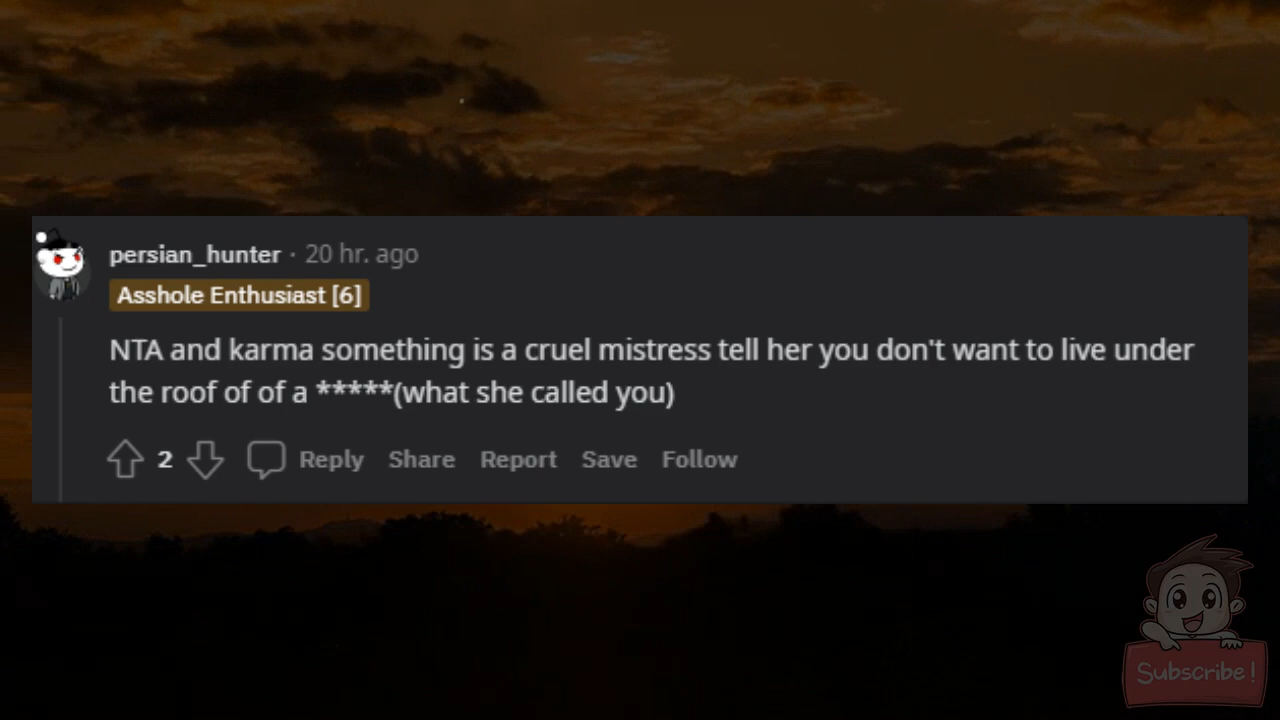 persian_hunter · 20 hr. ago
Asshole Enthusiast [6]
NTA and karma something is a cruel mistress tell her you don't want to live under
the roof of of a *****(what she called you)
2 Reply Share Report Save Follow
Subscribe!